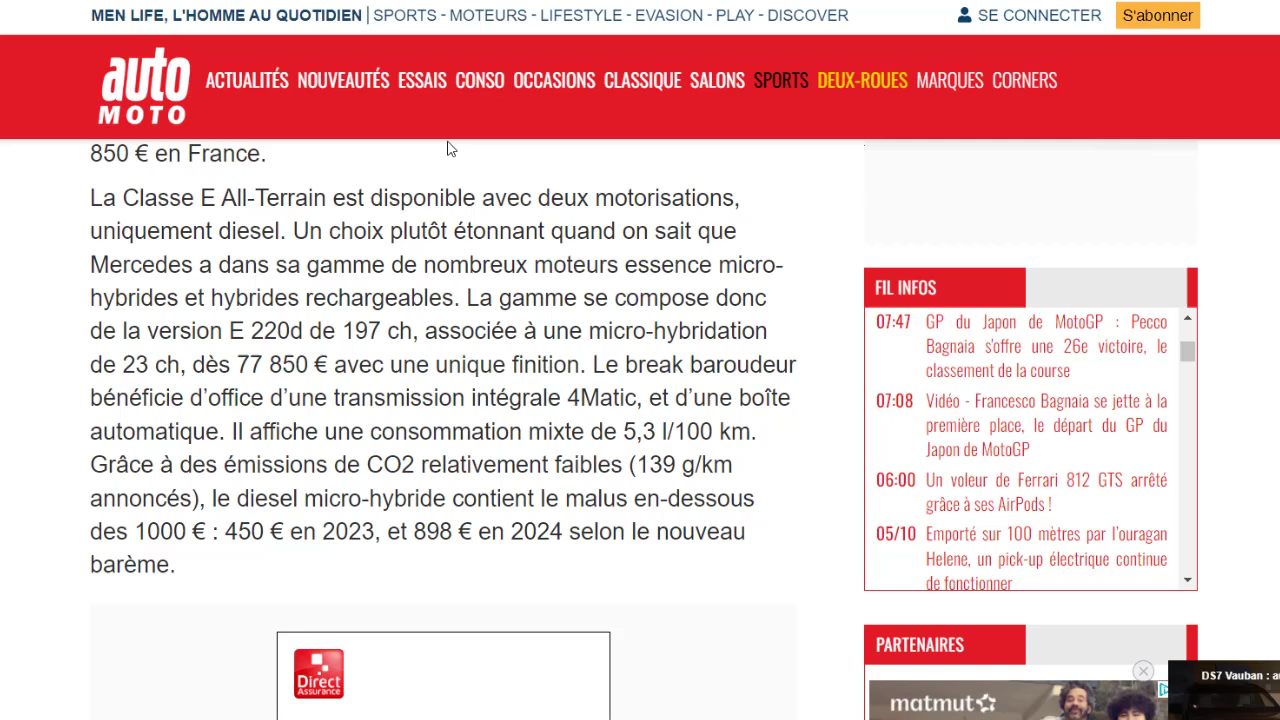 MEN LIFE, L'HOMME AU QUOTIDIEN | SPORTS - MOTEURS - LIFESTYLE - EVASION - PLAY - DISCOVER
SE CONNECTER
S'abonner
auto
MOTO
ACTUALITÉS NOUVEAUTÉS ESSAIS CONSO OCCASIONS CLASSIQUE SALONS SPORTS DEUX-ROUES MARQUES CORNERS
850 € en France.
La Classe E All-Terrain est disponible avec deux motorisations,
uniquement diesel. Un choix plutôt étonnant quand on sait que
Mercedes a dans sa gamme de nombreux moteurs essence micro-
hybrides et hybrides rechargeables. La gamme se compose donc
de la version E 220d de 197 ch, associée à une micro-hybridation
de 23 ch, dès 77 850 € avec une unique finition. Le break baroudeur
bénéficie d’office d’une transmission intégrale 4Matic, et d’une boîte
automatique. Il affiche une consommation mixte de 5,3 l/100 km.
Grâce à des émissions de CO2 relativement faibles (139 g/km
annoncés), le diesel micro-hybride contient le malus en-dessous
des 1000 € : 450 € en 2023, et 898 € en 2024 selon le nouveau
barème.
Direct
Assurance
FIL INFOS
07:47 GP du Japon de MotoGP : Pecco
Bagnaia s'offre une 26e victoire, le
classement de la course
07:08 Vidéo - Francesco Bagnaia se jette à la
première place, le départ du GP du
Japon de MotoGP
06:00 Un voleur de Ferrari 812 GTS arrêté
grâce à ses AirPods !
05/10 Emporté sur 100 mètres par l'ouragan
Helene, un pick-up électrique continue
de fonctionner
PARTENAIRES
matmut
DS7 Vauban :